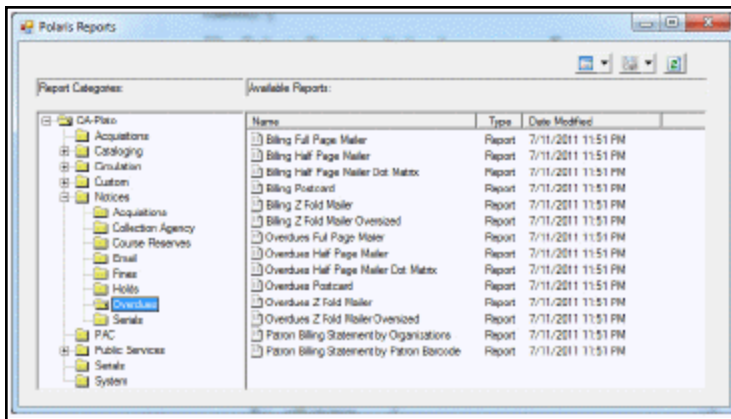 Polaris Reports
Report Categories:
Available Reports:
QA-Plato
Acquisitions
Cataloging
Circulation
Custom
Notices
Acquisitions
Collection Agency
Course Reserves
Email
Fines
Holds
Overdues
Serials
PAC
Public Services
Serials
System
Name Type Date Modified
Billing Full Page Mailer Report 7/11/2011 11:51 PM
Billing Half Page Mailer Report 7/11/2011 11:51 PM
Billing Half Page Mailer Dot Matrix Report 7/11/2011 11:51 PM
Billing Postcard Report 7/11/2011 11:51 PM
Billing Z Fold Mailer Report 7/11/2011 11:51 PM
Billing Z Fold Mailer Oversized Report 7/11/2011 11:51 PM
Overdues Full Page Mailer Report 7/11/2011 11:51 PM
Overdues Half Page Mailer Report 7/11/2011 11:51 PM
Overdues Half Page Mailer Dot Matrix Report 7/11/2011 11:51 PM
Overdues Postcard Report 7/11/2011 11:51 PM
Overdues Z Fold Mailer Report 7/11/2011 11:51 PM
Overdues Z Fold Mailer Oversized Report 7/11/2011 11:51 PM
Patron Billing Statement by Organizations Report 7/11/2011 11:51 PM
Patron Billing Statement by Patron Barcode Report 7/11/2011 11:51 PM